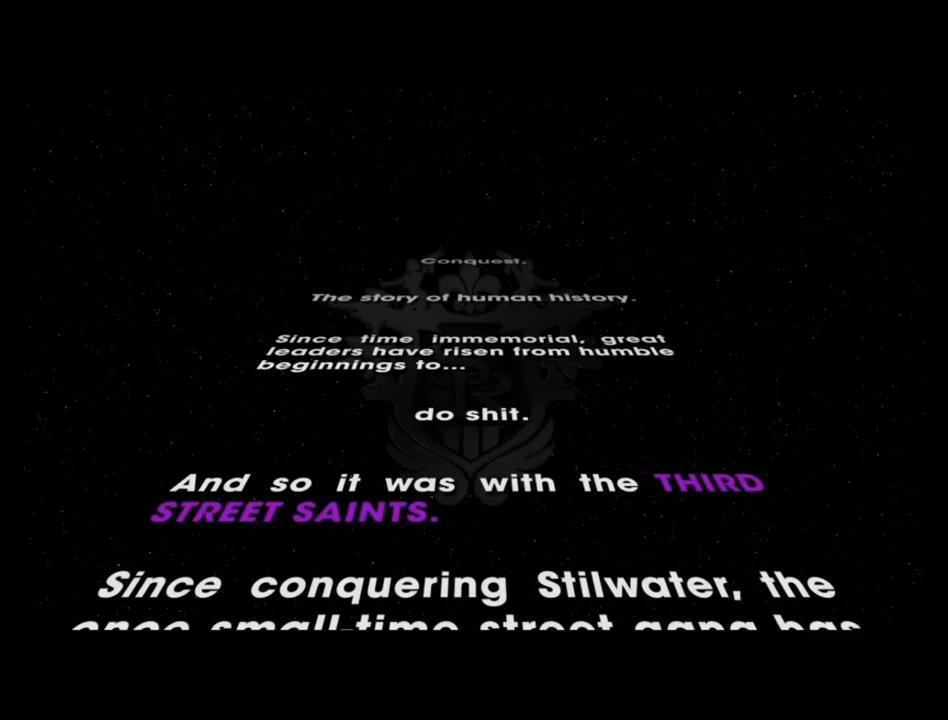 Conquest.
The story of human history.
Since time immemorial, great
leaders have risen from humble
beginnings to...
do shit.
And so it was with the THIRD
STREET SAINTS.
Since conquering Stilwater, the
once small-time street gang has